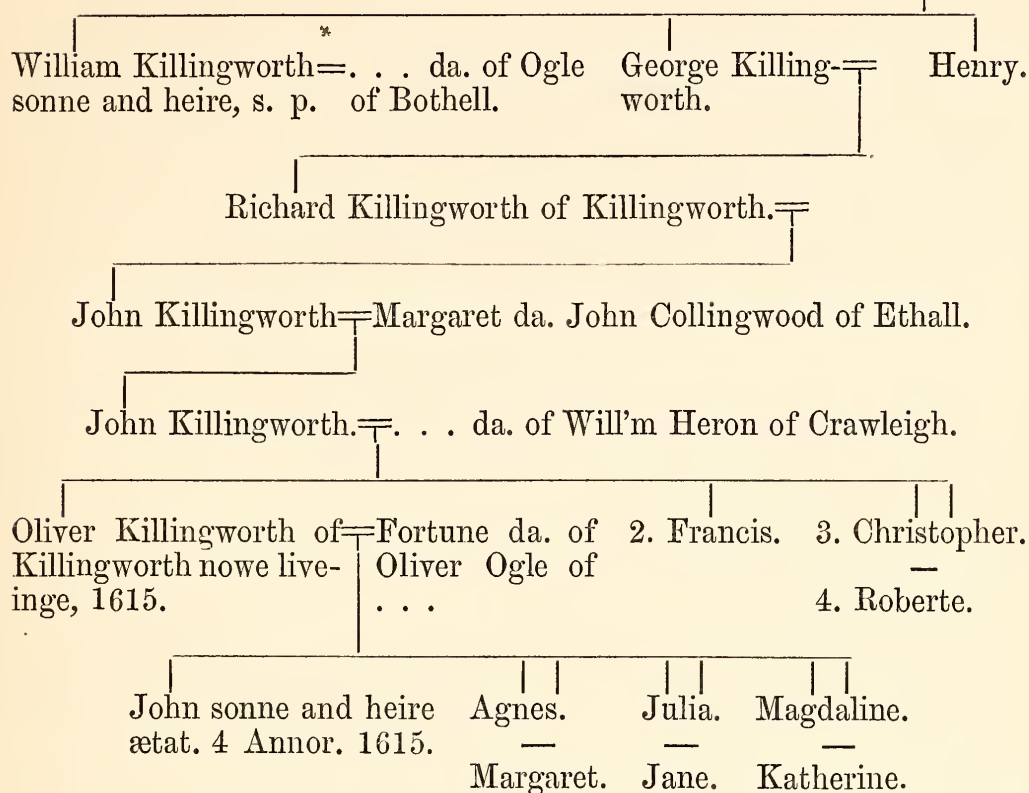 William Killingworth=. . . da. of Ogle George Killing- Henry.
sonne and heire, s. p. of Bothell. worth.
Richard Killingworth of Killingworth.=
John Killingworth=Margaret da. John Collingwood of Ethall.
John Killingworth.=. . . da. of Will'm Heron of Crawleigh.
Oliver Killingworth of=Fortune da. of 2. Francis. 3. Christopher.
Killingworth nowe live- Oliver Ogle of —
inge, 1615. . . . 4. Roberte.
John sonne and heire Agnes. Julia. Magdaline.
ætat. 4 Annor. 1615. — — —
Margaret. Jane. Katherine.